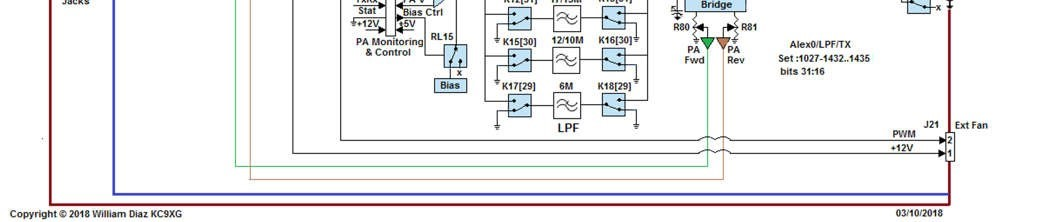 Jacks
TxRx
Stat
+12V
PA V
Bias Ctrl
+5V
PA Monitoring
& Control
RL15
x
Bias
K15[30]
12/10M
K16[30]
K17[29]
6M
K18[29]
LPF
Bridge
R80
R81
PA
Fwd
PA
Rev
x
Alex0/LPF/TX
Set :1027-1432..1435
bits 31:16
J21
Ext Fan
PWM
2
+12V
1
Copyright © 2018 William Diaz KC9XG
03/10/2018